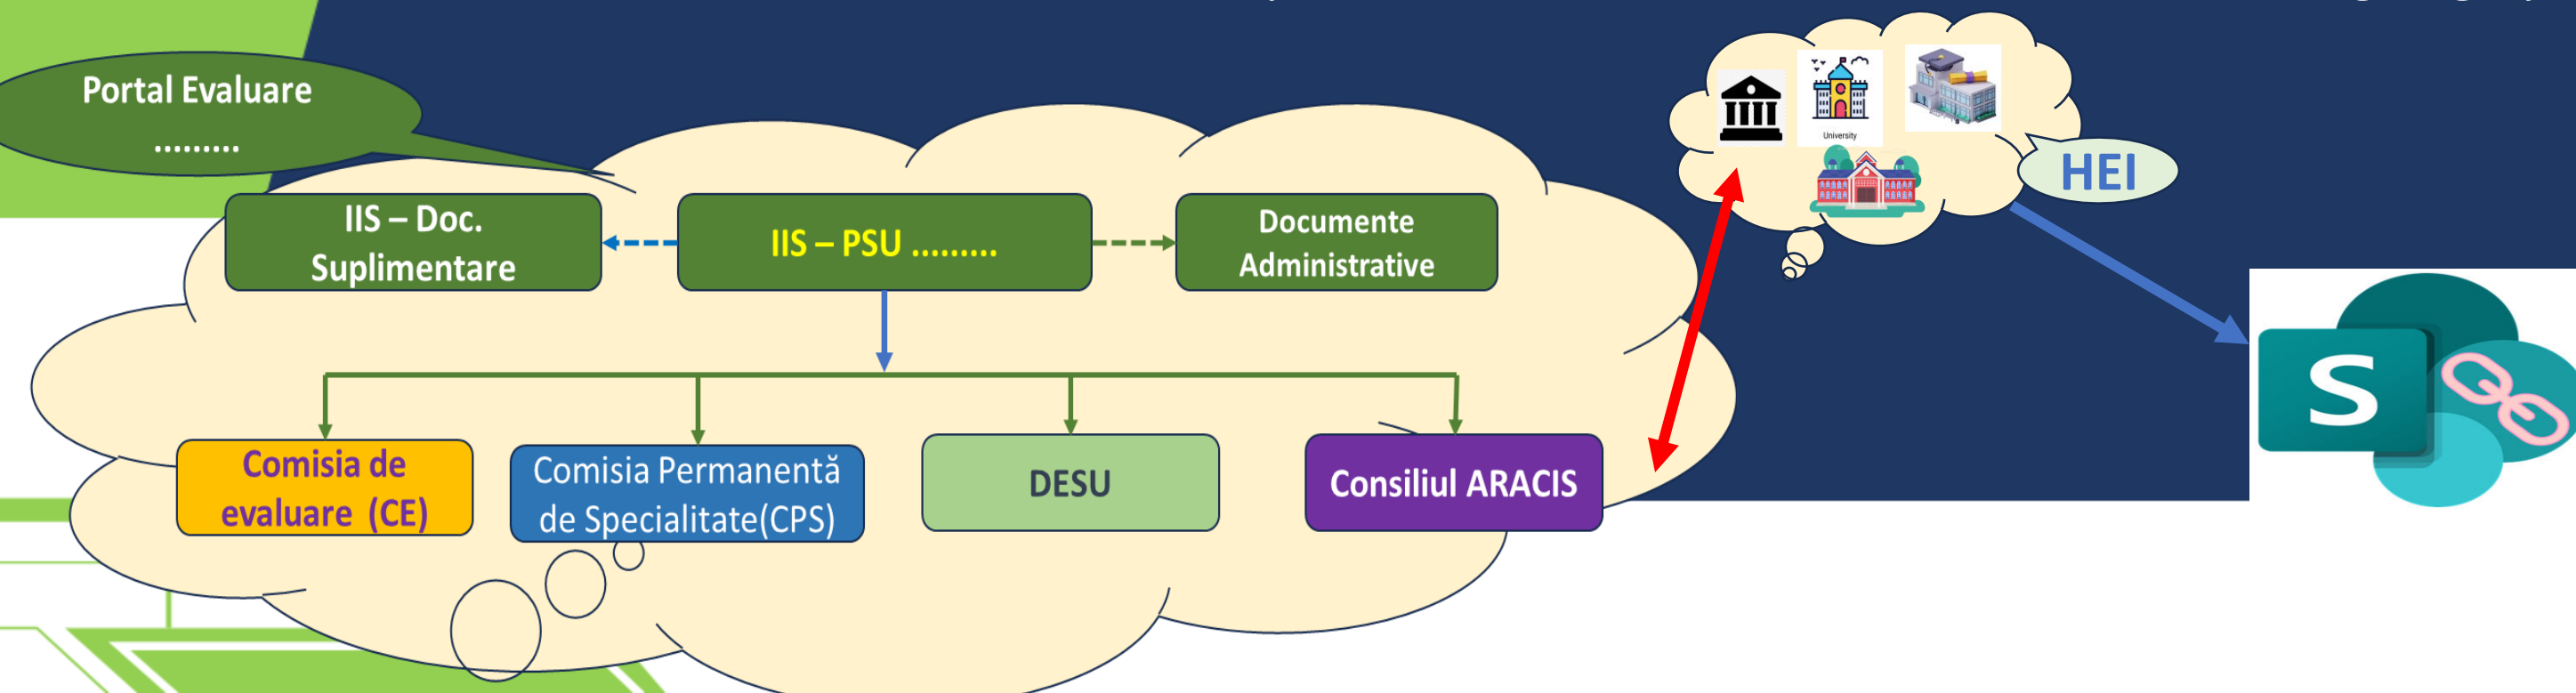 Portal Evaluare
.........
University
HEI
IIS – Doc.
Suplimentare
IIS – PSU .........
Documente
Administrative
S
Comisia de
evaluare (CE)
Comisia Permanentă
de Specialitate(CPS)
DESU
Consiliul ARACIS